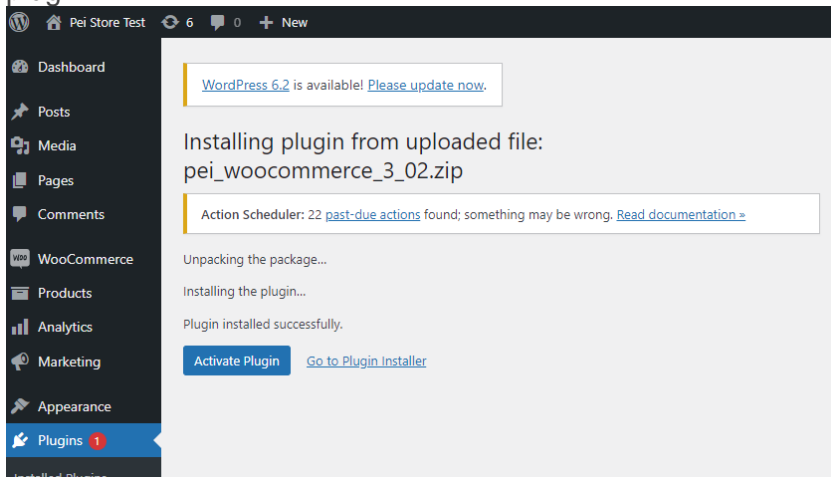 Pei Store Test 6 0 + New
Dashboard
Posts
Media
Pages
Comments
WooCommerce
Products
Analytics
Marketing
Appearance
Plugins 1
WordPress 6.2 is available! Please update now.
Installing plugin from uploaded file:
pei_woocommerce_3_02.zip
Action Scheduler: 22 past-due actions found; something may be wrong. Read documentation »
Unpacking the package...
Installing the plugin...
Plugin installed successfully.
Activate Plugin Go to Plugin Installer